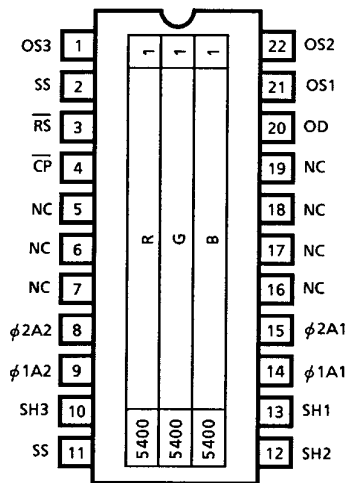 OS3 1 1 1 1 22 OS2
SS 2 21 OS1
R̅S̅ 3 20 OD
C̅P̅ 4 19 NC
NC 5 18 NC
R G B
NC 6 17 NC
NC 7 16 NC
ϕ2A2 8 15 ϕ2A1
ϕ1A2 9 14 ϕ1A1
SH3 10 13 SH1
5400 5400 5400
SS 11 12 SH2